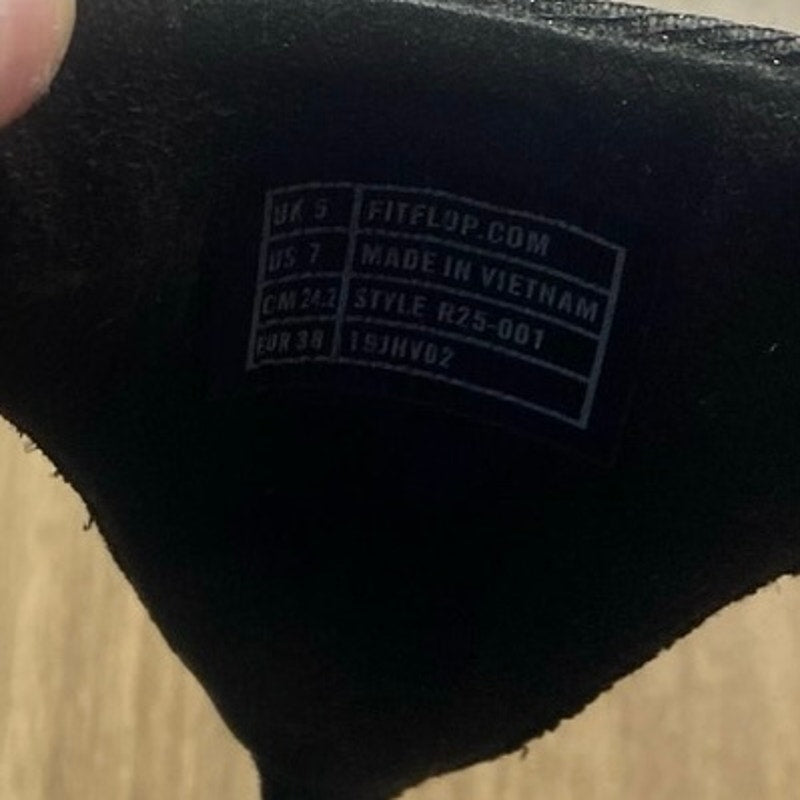 UK 5 FITFLOP.COM
US 7 MADE IN VIETNAM
CM 24.2 STYLE R25-001
EUR 38 19JHV02